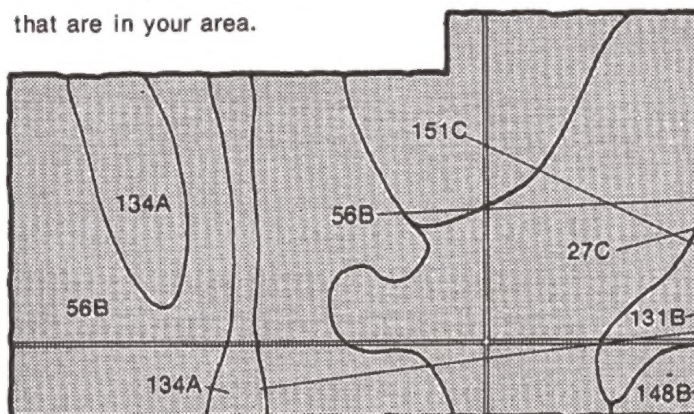 that are in your area.
151C
134A
56B
27C
56B
131B
134A
148B